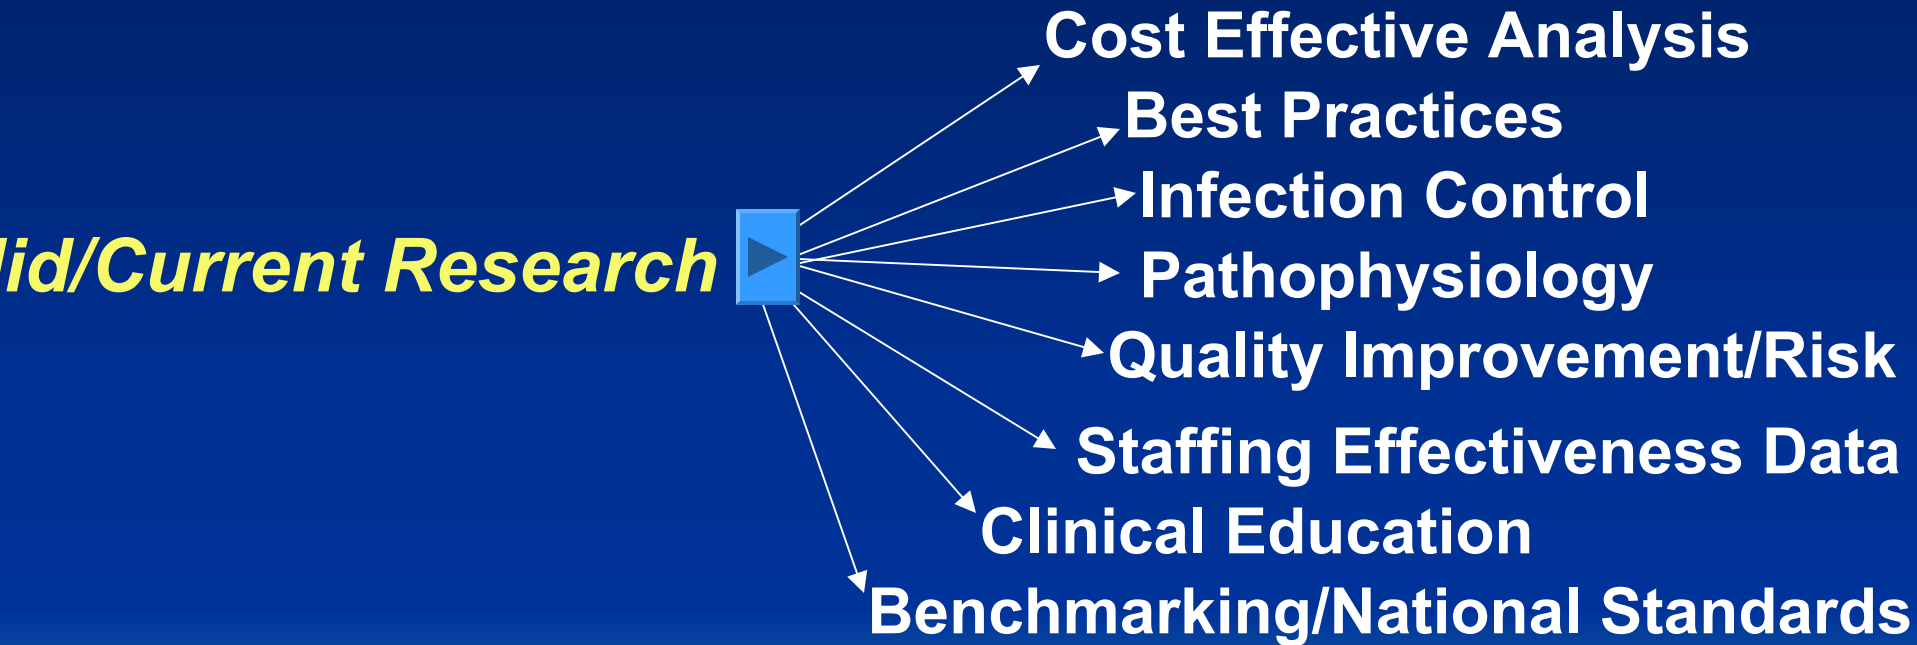 Cost Effective Analysis
Best Practices
Infection Control
lid/Current Research
Pathophysiology
Quality Improvement/Risk
Staffing Effectiveness Data
Clinical Education
Benchmarking/National Standards